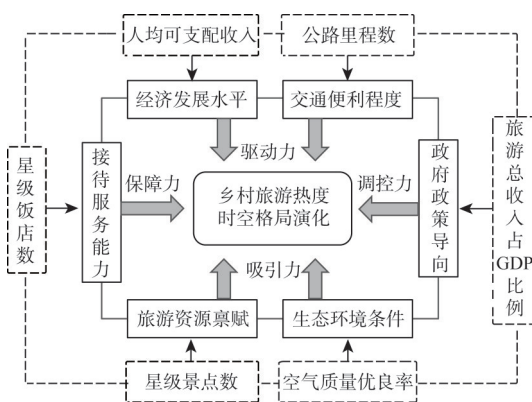 人均可支配收入
公路里程数
经济发展水平
交通便利程度
驱动力
星级饭店数
接待服务能力
保障力
乡村旅游热度
时空格局演化
调控力
政府政策导向
旅游总收入占GDP比例
吸引力
旅游资源禀赋
生态环境条件
星级景点数
空气质量优良率